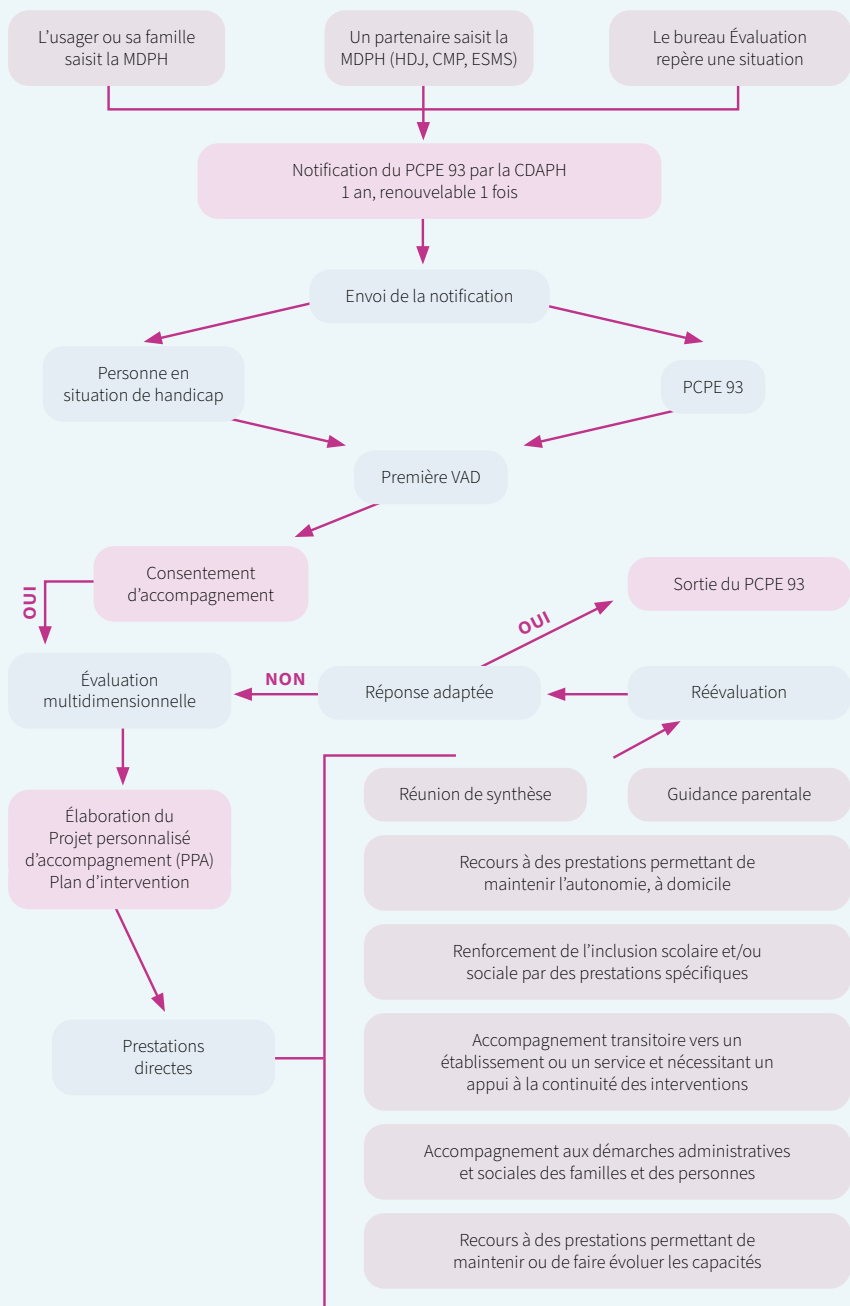 L’usager ou sa famille
saisit la MDPH
Un partenaire saisit la
MDPH (HDJ, CMP, ESMS)
Le bureau Évaluation
repère une situation
Notification du PCPE 93 par la CDAPH
1 an, renouvelable 1 fois
Envoi de la notification
Personne en
situation de handicap
PCPE 93
Première VAD
Consentement
d’accompagnement
OUI
Sortie du PCPE 93
OUI
Évaluation
multidimensionnelle
NON
Réponse adaptée
Réévaluation
Élaboration du
Projet personnalisé
d’accompagnement (PPA)
Plan d’intervention
Prestations
directes
Réunion de synthèse
Guidance parentale
Recours à des prestations permettant de
maintenir l’autonomie, à domicile
Renforcement de l’inclusion scolaire et/ou
sociale par des prestations spécifiques
Accompagnement transitoire vers un
établissement ou un service et nécessitant un
appui à la continuité des interventions
Accompagnement aux démarches administratives
et sociales des familles et des personnes
Recours à des prestations permettant de
maintenir ou de faire évoluer les capacités